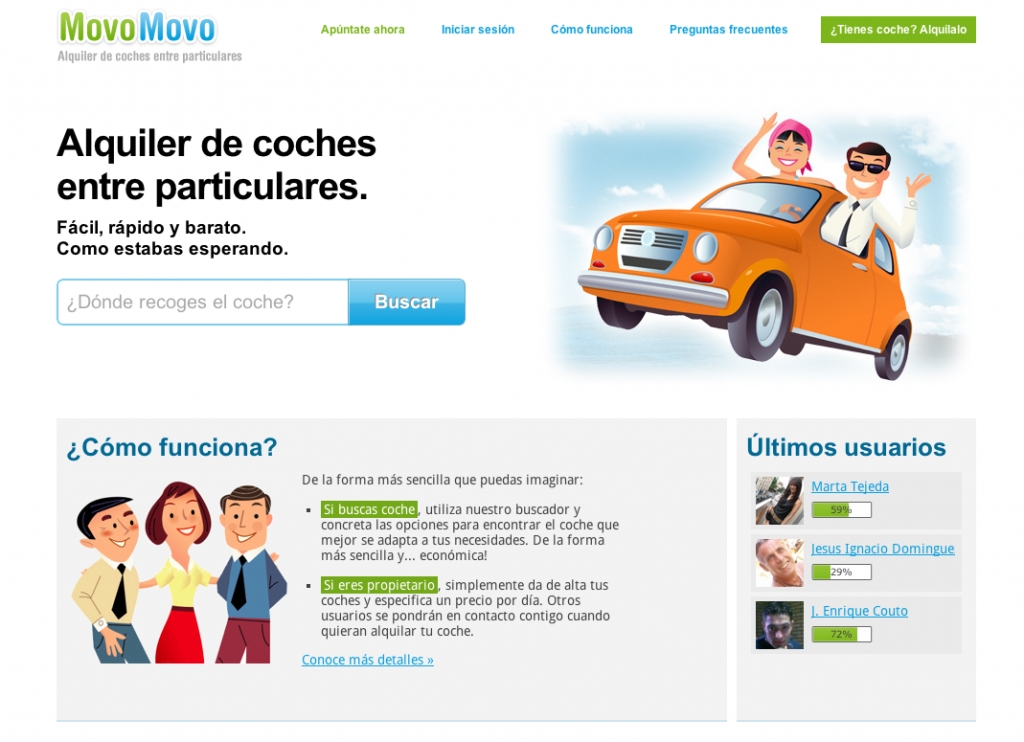 MovoMovo
Alquiler de coches entre particulares
Apúntate ahora
Iniciar sesión
Cómo funciona
Preguntas frecuentes
¿Tienes coche? Alquílalo
Alquiler de coches
entre particulares.
Fácil, rápido y barato.
Como estabas esperando.
¿Dónde recoges el coche?
Buscar
¿Cómo funciona?
De la forma más sencilla que puedas imaginar:
Si buscas coche, utiliza nuestro buscador y
concreta las opciones para encontrar el coche que
mejor se adapta a tus necesidades. De la forma
más sencilla y... económica!
Si eres propietario, simplemente da de alta tus
coches y especifica un precio por día. Otros
usuarios se pondrán en contacto contigo cuando
quieran alquilar tu coche.
Conoce más detalles »
Últimos usuarios
Marta Tejeda
59%
Jesus Ignacio Domingue
29%
J. Enrique Couto
72%